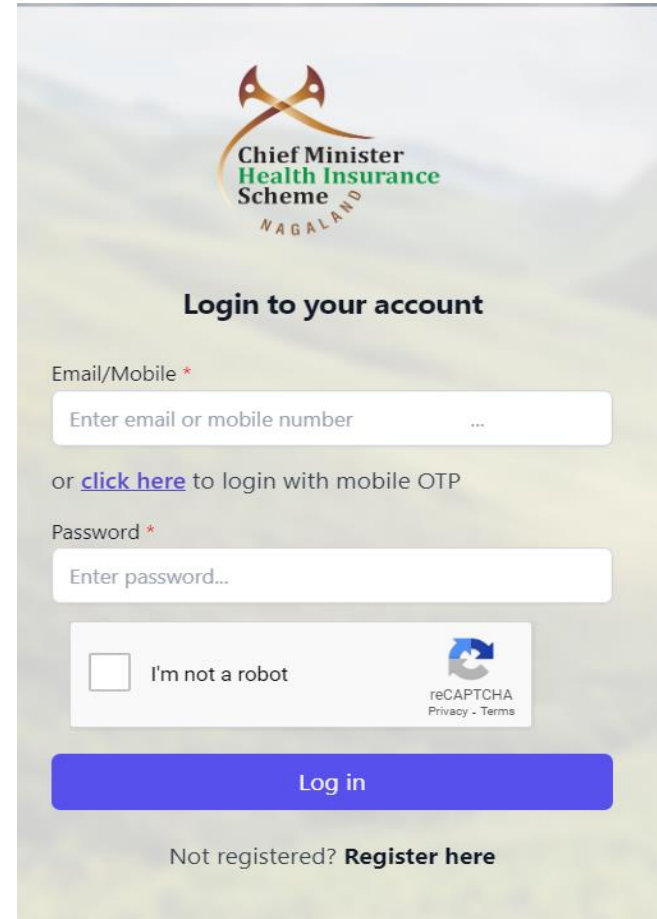 Chief Minister
Health Insurance
Scheme
NAGALAND
Login to your account
Email/Mobile *
Enter email or mobile number ...
or click here to login with mobile OTP
Password *
Enter password...
I'm not a robot
reCAPTCHA
Privacy - Terms
Log in
Not registered? Register here